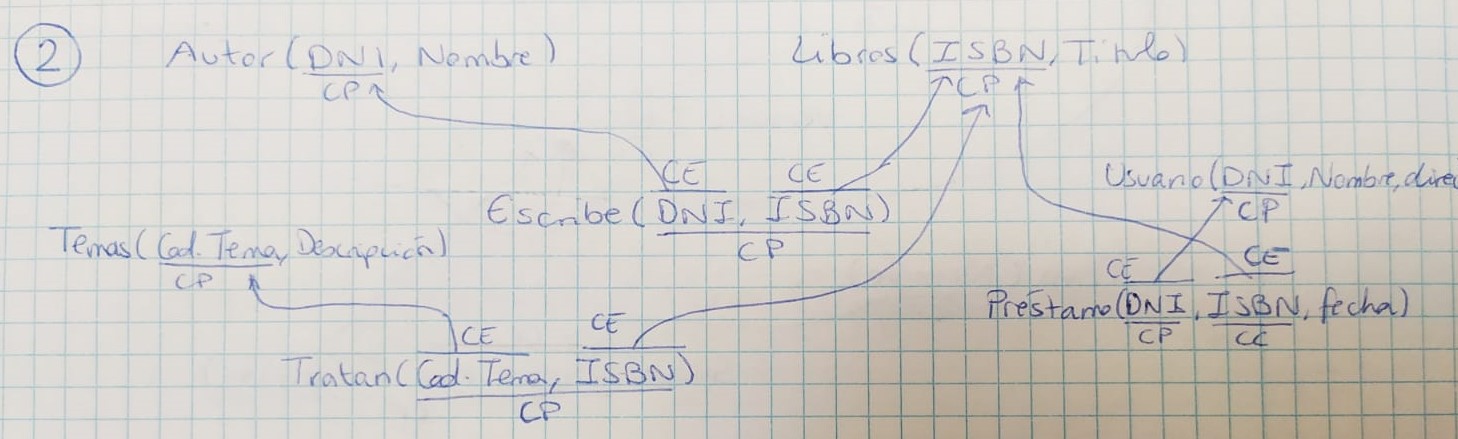 2 Autor (DNI, Nombre) Libros (ISBN, Titulo)
CP CP
CE CE
Usuario (DNI, Nombre, direc
Escribe (DNI, ISBN) CP
CP
Temas (Cod. Tema, Descripción)
CP
CE CE
Préstamo (DNI, ISBN, fecha)
CP CE
CE CE
Tratan (Cod. Tema, ISBN)
CP